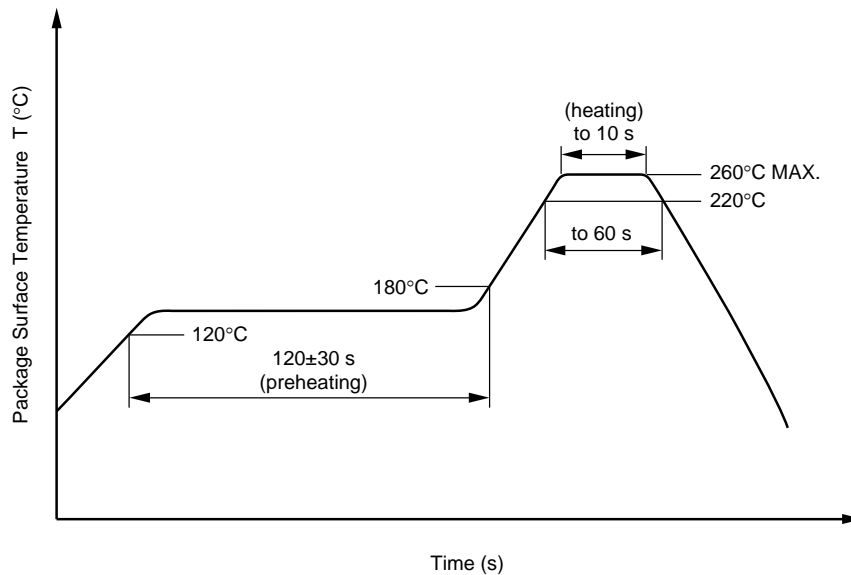 Package Surface Temperature T (°C)
(heating)
to 10 s
260°C MAX.
220°C
to 60 s
180°C
120°C
120±30 s
(preheating)
Time (s)